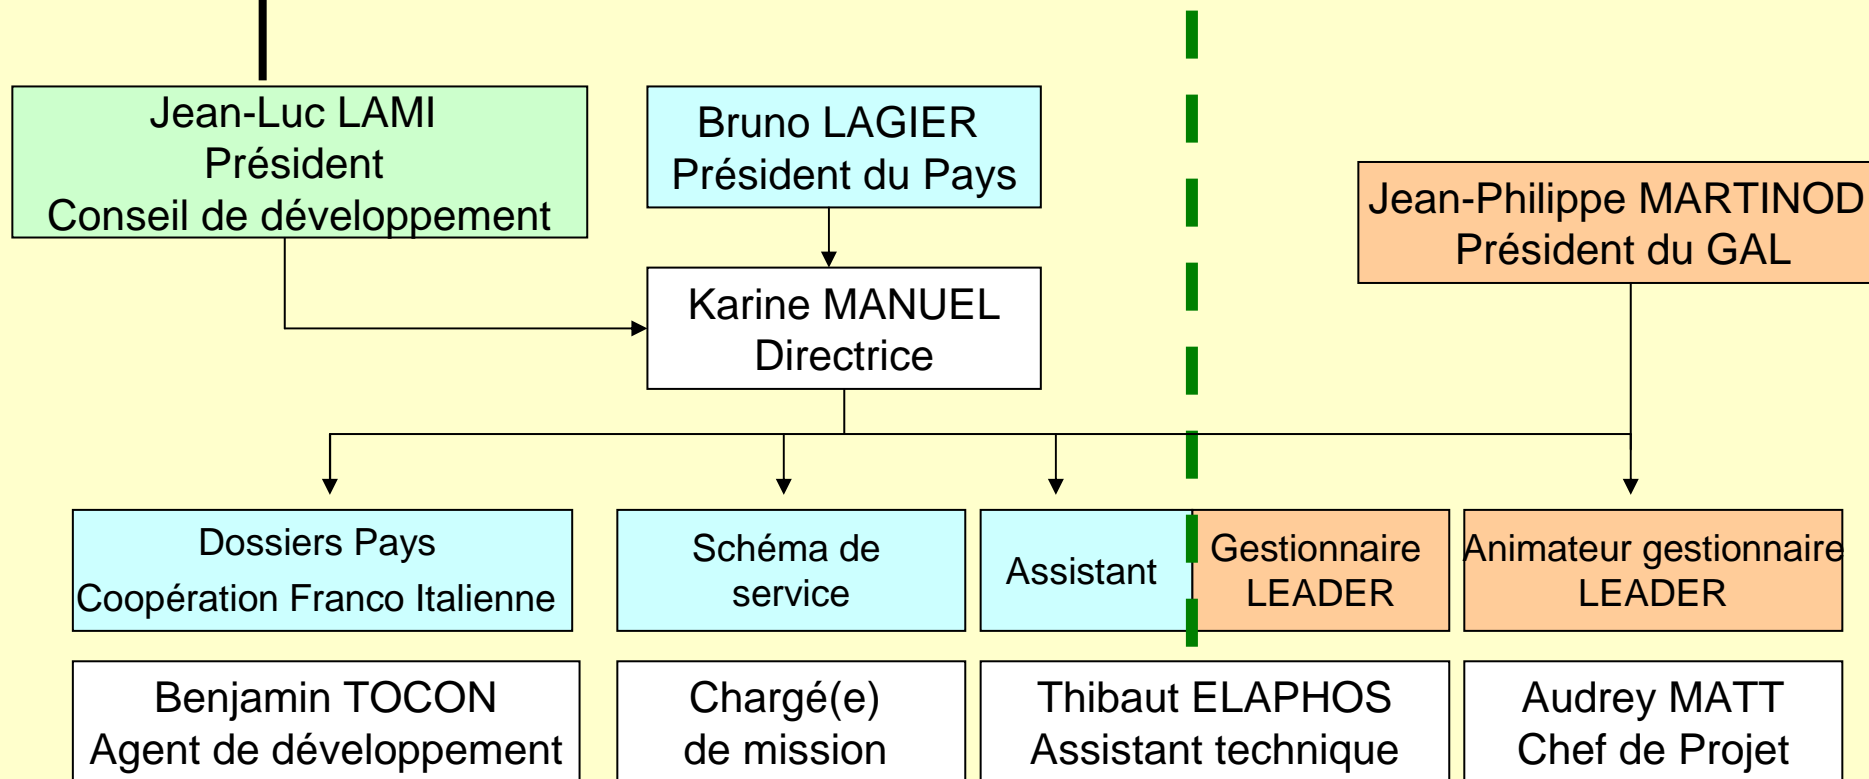 Jean-Luc LAMI
Président
Conseil de développement
Bruno LAGIER
Président du Pays
Jean-Philippe MARTINOD
Président du GAL
Karine MANUEL
Directrice
Dossiers Pays
Coopération Franco Italienne
Schéma de
service
Assistant
Gestionnaire
LEADER
Animateur gestionnaire
LEADER
Benjamin TOCON
Agent de développement
Chargé(e)
de mission
Thibaut ELAPHOS
Assistant technique
Audrey MATT
Chef de Projet